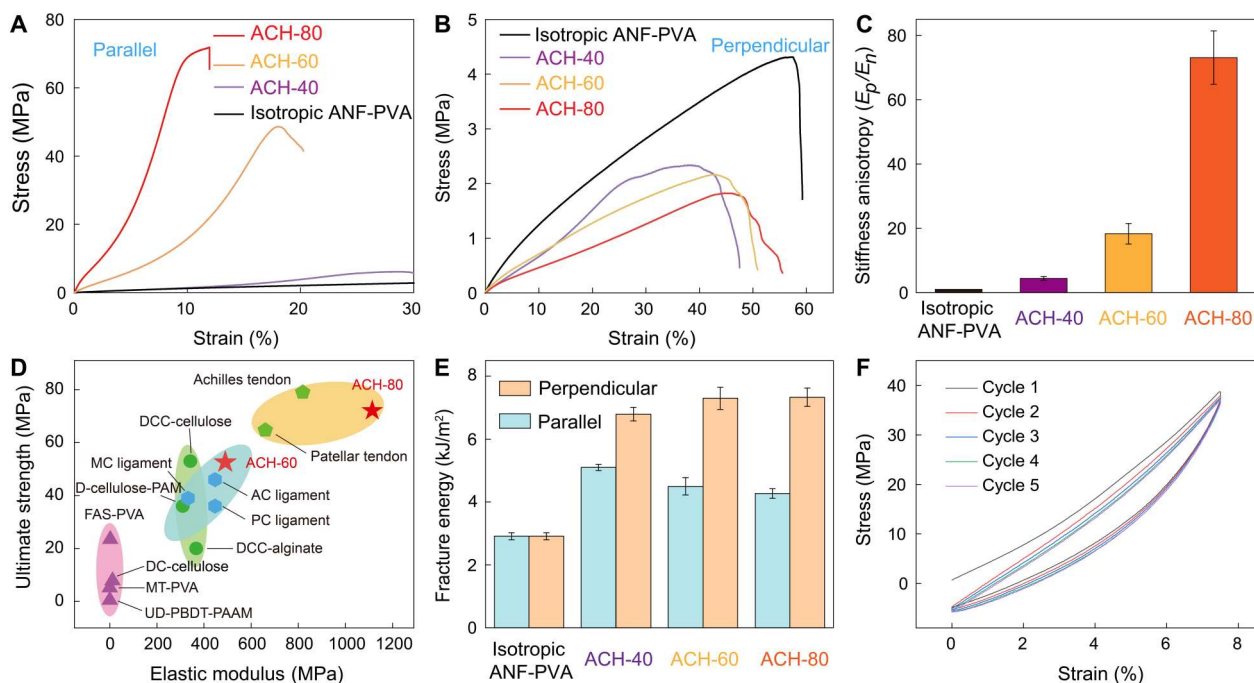 A
Parallel
ACH-80
ACH-60
ACH-40
Isotropic ANF-PVA
80
60
40
20
0
Stress (MPa)
0 10 20 30
Strain (%)
B
Isotropic ANF-PVA
ACH-40
ACH-60
ACH-80
Perpendicular
5
4
3
2
1
0
Stress (MPa)
0 10 20 30 40 50 60
Strain (%)
C
80
60
40
20
0
Stiffness anisotropy (Ep/En)
Isotropic
ANF-PVA
ACH-40
ACH-60
ACH-80
D
Achilles tendon
ACH-80
DCC-cellulose
Patellar tendon
MC ligament
ACH-60
D-cellulose-PAM
AC ligament
FAS-PVA
PC ligament
DCC-alginate
DC-cellulose
MT-PVA
UD-PBDT-PAAM
80
60
40
20
0
Ultimate strength (MPa)
0 200 400 600 800 1000 1200
Elastic modulus (MPa)
E
Perpendicular
Parallel
8
6
4
2
0
Fracture energy (kJ/m²)
Isotropic
ANF-PVA
ACH-40
ACH-60
ACH-80
F
Cycle 1
Cycle 2
Cycle 3
Cycle 4
Cycle 5
40
30
20
10
0
Stress (MPa)
0 2 4 6 8
Strain (%)